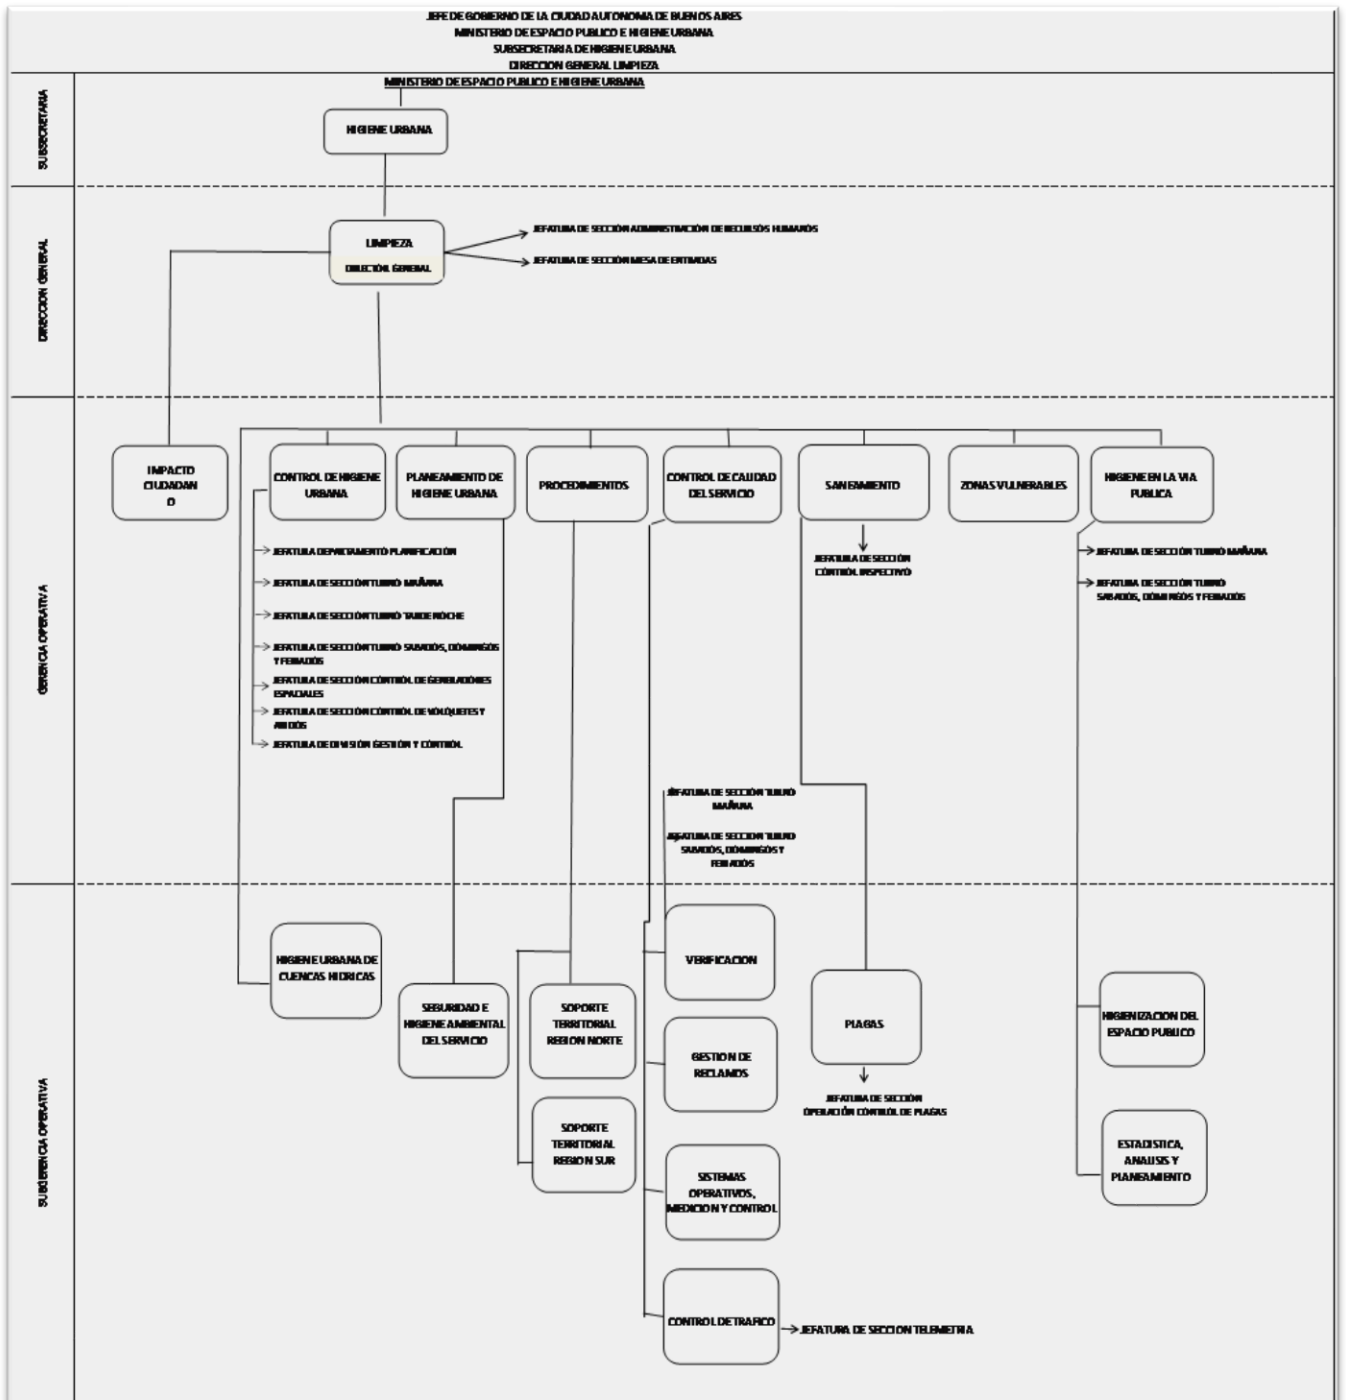 JEFE DE GOBIERNO DE LA CIUDAD AUTONOMA DE BUENOS AIRES
MINISTERIO DE ESPACIO PUBLICO E HIGIENE URBANA
SUBSECRETARIA DE HIGIENE URBANA
DIRECCION GENERAL LIMPIEZA
MINISTERIO DE ESPACIO PUBLICO E HIGIENE URBANA
SUBSECRETARIA
HIGIENE URBANA
DIRECCION GENERAL
LIMPIEZA
DIRECCIÓN GENERAL
JEFATURA DE SECCIÓN ADMINISTRACIÓN DE RECURSOS HUMANOS
JEFATURA DE SECCIÓN MESA DE ENTRADAS
GERENCIA OPERATIVA
IMPACTO
CIUDADAN
O
CONTROL DE HIGIENE
URBANA
PLANEAMIENTO DE
HIGIENE URBANA
PROCEDIMIENTOS
CONTROL DE CALIDAD
DEL SERVICIO
SANEAMIENTO
ZONAS VULNERABLES
HIGIENE EN LA VIA
PUBLICA
JEFATURA DEPARTAMENTO PLANIFICACIÓN
JEFATURA DE SECCIÓN TURNO MAÑANA
JEFATURA DE SECCIÓN TURNO TARDE NOCHE
JEFATURA DE SECCIÓN TURNO SABADOS, DOMINGOS
Y FERIADOS
JEFATURA DE SECCIÓN CONTROL DE GENERADORES
ESPACIALES
JEFATURA DE SECCIÓN CONTROL DE VOLQUETES Y
ARIDOS
JEFATURA DE DIVISIÓN GESTIÓN Y CONTROL
JEFATURA DE SECCIÓN
CONTROL INSPECTIVO
JEFATURA DE SECCIÓN TURNO MAÑANA
JEFATURA DE SECCIÓN TURNO
SABADOS, DOMINGOS Y FERIADOS
JEFATURA DE SECCIÓN TURNO
MAÑANA
JEFATURA DE SECCIÓN TURNO
SABADOS, DOMINGOS Y
FERIADOS
SUBGERENCIA OPERATIVA
HIGIENE URBANA DE
CUENCAS HIDRICAS
SEGURIDAD E
HIGIENE AMBIENTAL
DEL SERVICIO
SOPORTE
TERRITORIAL
REGION NORTE
SOPORTE
TERRITORIAL
REGION SUR
VERIFICACION
GESTION DE
RECLAMOS
SISTEMAS
OPERATIVOS,
MEDICION Y CONTROL
CONTROL DE TRAFICO
JEFATURA DE SECCION TELEMETRIA
PLAGAS
JEFATURA DE SECCIÓN
OPERACIÓN CONTROL DE PLAGAS
HIGIENIZACION DEL
ESPACIO PUBLICO
ESTADISTICA,
ANALISIS Y
PLANEAMIENTO